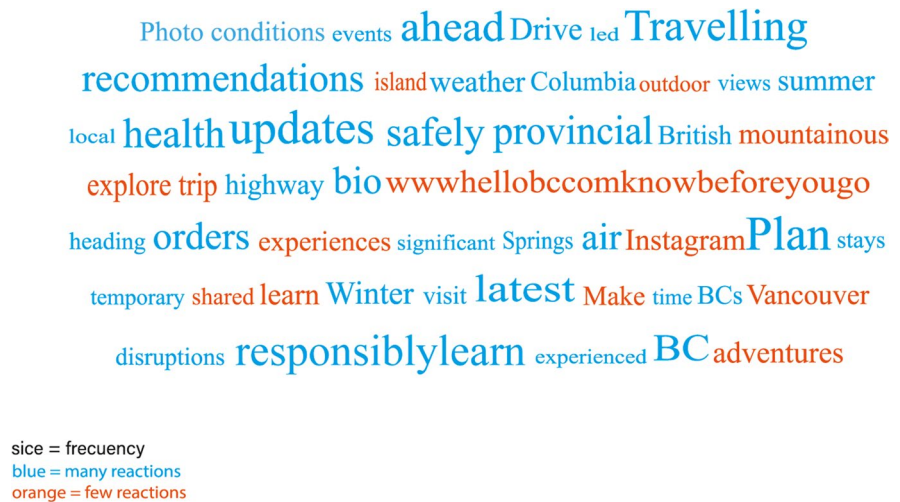 Photo conditions events ahead Drive led Travelling
recommendations island weather Columbia outdoor views summer
local health updates safely provincial British mountainous
explore trip highway bio wwwhellobccomknowbeforeyougo
heading orders experiences significant Springs air Instagram Plan stays
temporary shared learn Winter visit latest Make time BCs Vancouver
disruptions responsiblylearn experienced BC adventures
sice = frecuency
blue = many reactions
orange = few reactions